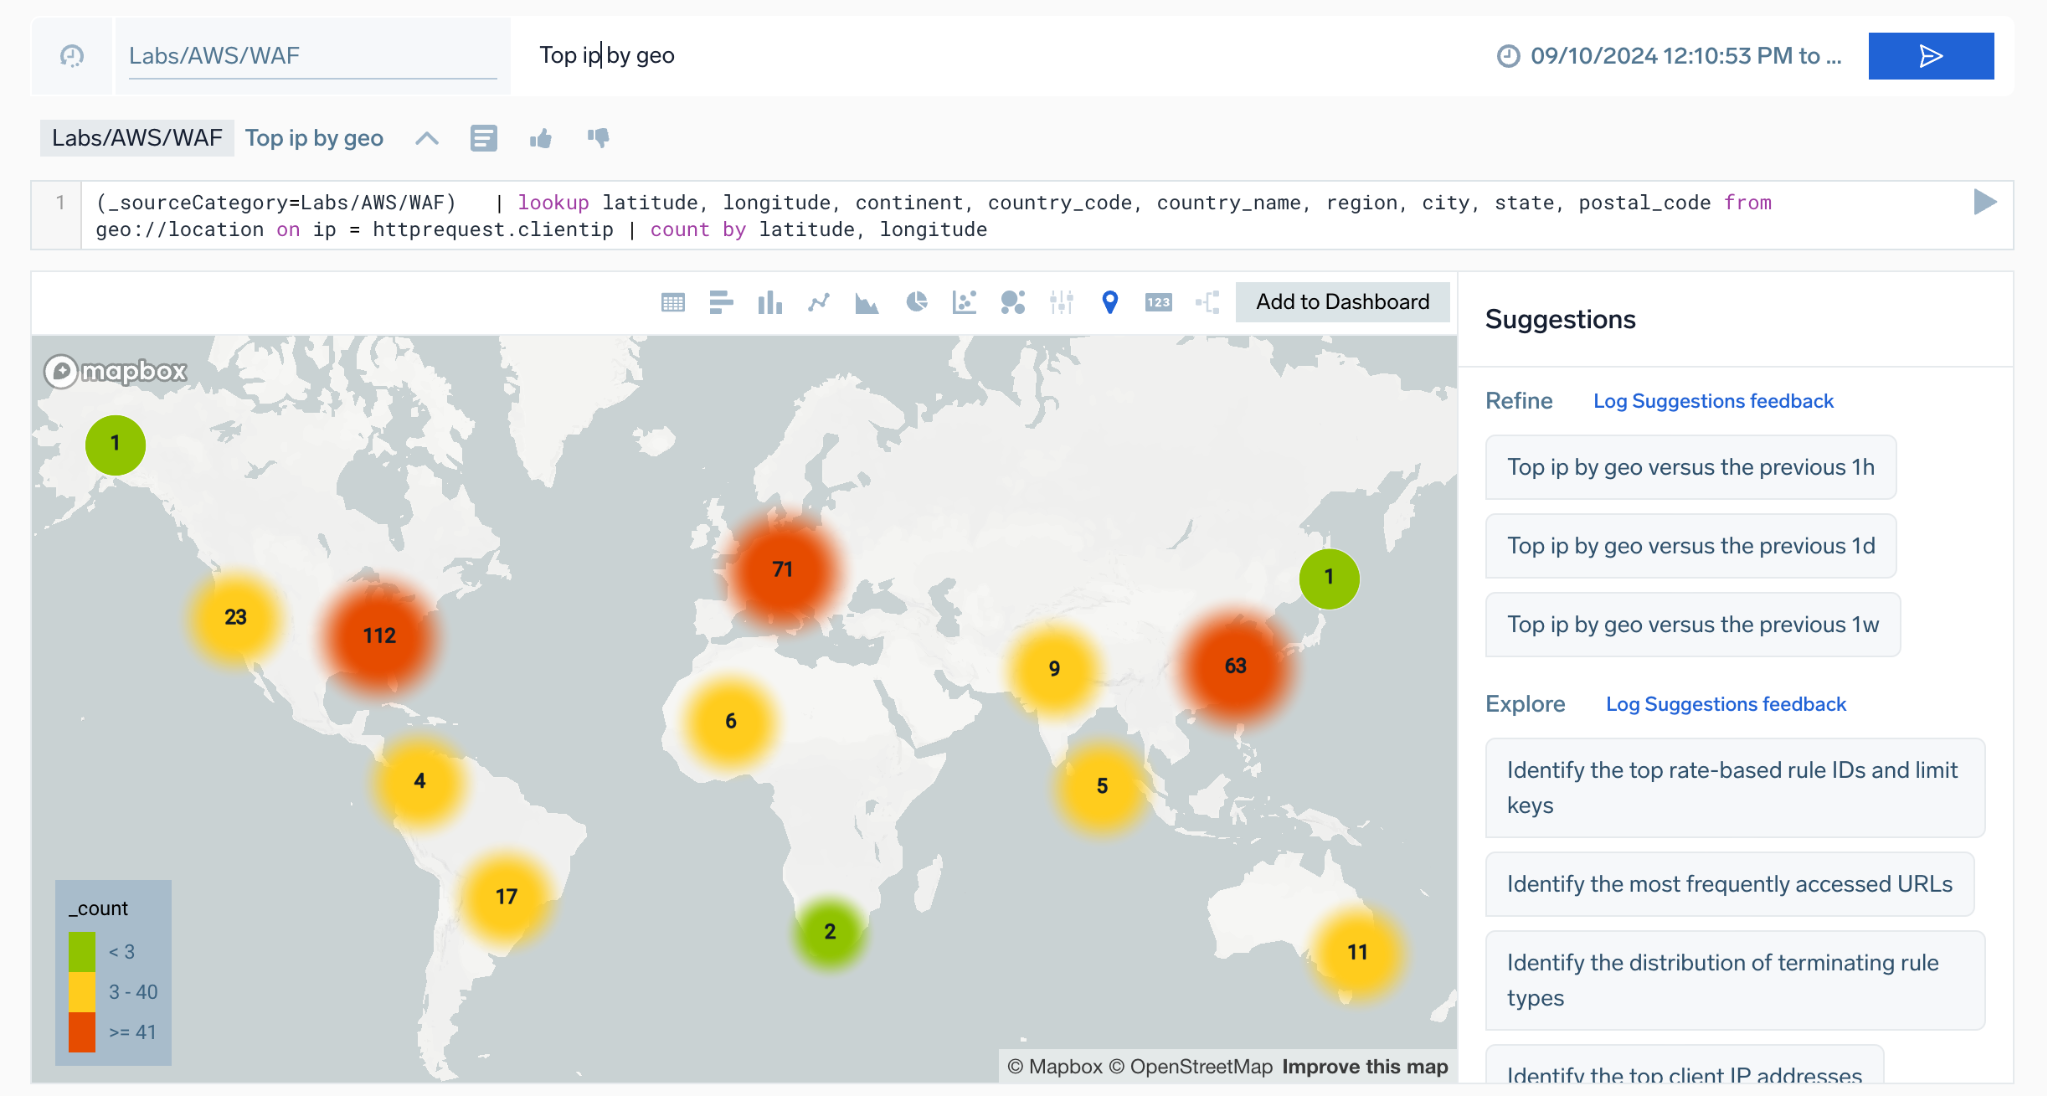 Labs/AWS/WAF
Top ip by geo
09/10/2024 12:10:53 PM to ...
Labs/AWS/WAF Top ip by geo
1 (_sourceCategory=Labs/AWS/WAF) | lookup latitude, longitude, continent, country_code, country_name, region, city, state, postal_code from
geo://location on ip = httprequest.clientip | count by latitude, longitude
123
Add to Dashboard
mapbox
1
71
1
23
112
9
63
6
4
5
17
2
11
_count
< 3
3 - 40
>= 41
© Mapbox © OpenStreetMap Improve this map
Suggestions
Refine Log Suggestions feedback
Top ip by geo versus the previous 1h
Top ip by geo versus the previous 1d
Top ip by geo versus the previous 1w
Explore Log Suggestions feedback
Identify the top rate-based rule IDs and limit
keys
Identify the most frequently accessed URLs
Identify the distribution of terminating rule
types
Identify the top client IP addresses